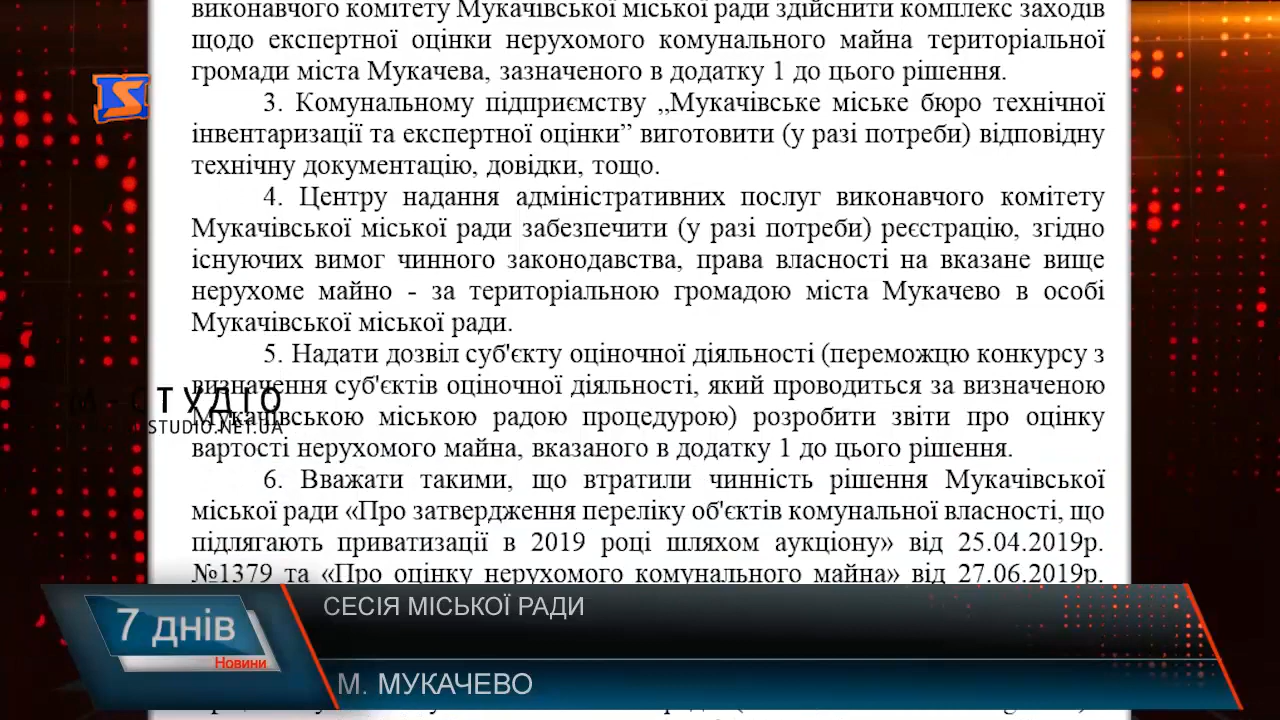 виконавчого комітету Мукачівської міської ради здійснити комплекс заходів
щодо експертної оцінки нерухомого комунального майна територіальної
громади міста Мукачева, зазначеного в додатку 1 до цього рішення.
3. Комунальному підприємству „Мукачівське міське бюро технічної
інвентаризації та експертної оцінки” виготовити (у разі потреби) відповідну
технічну документацію, довідки, тощо.
4. Центру надання адміністративних послуг виконавчого комітету
Мукачівської міської ради забезпечити (у разі потреби) реєстрацію, згідно
існуючих вимог чинного законодавства, права власності на вказане вище
нерухоме майно - за територіальною громадою міста Мукачево в особі
Мукачівської міської ради.
5. Надати дозвіл суб'єкту оціночної діяльності (переможцю конкурсу з
визначення суб'єктів оціночної діяльності, який проводиться за визначеною
Мукачівською міською радою процедурою) розробити звіти про оцінку
вартості нерухомого майна, вказаного в додатку 1 до цього рішення.
6. Вважати такими, що втратили чинність рішення Мукачівської
міської ради «Про затвердження переліку об'єктів комунальної власності, що
підлягають приватизації в 2019 році шляхом аукціону» від 25.04.2019р.
№1379 та «Про оцінку нерухомого комунального майна» від 27.06.2019р.
М-СТУДІО
STUDIO.NET.UA
7 днів
Новини
СЕСІЯ МІСЬКОЇ РАДИ
М. МУКАЧЕВО